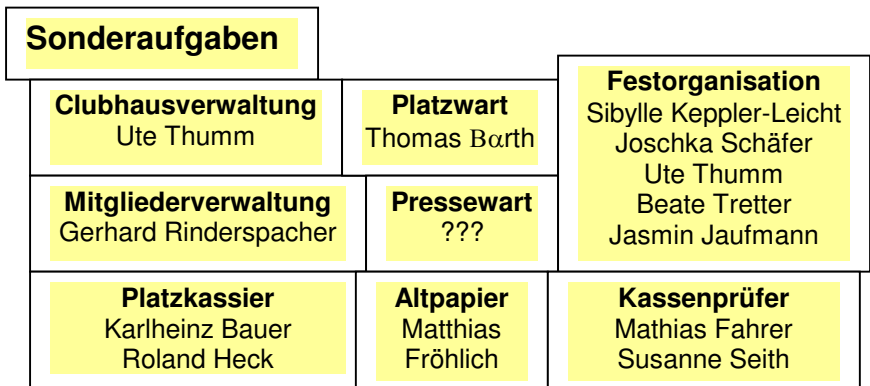 Sonderaufgaben
Clubhausverwaltung
Ute Thumm
Platzwart
Thomas Bαrth
Festorganisation
Sibylle Keppler-Leicht
Joschka Schäfer
Ute Thumm
Beate Tretter
Jasmin Jaufmann
Mitgliederverwaltung
Gerhard Rinderspacher
Pressewart
???
Platzkassier
Karlheinz Bauer
Roland Heck
Altpapier
Matthias
Fröhlich
Kassenprüfer
Mathias Fahrer
Susanne Seith